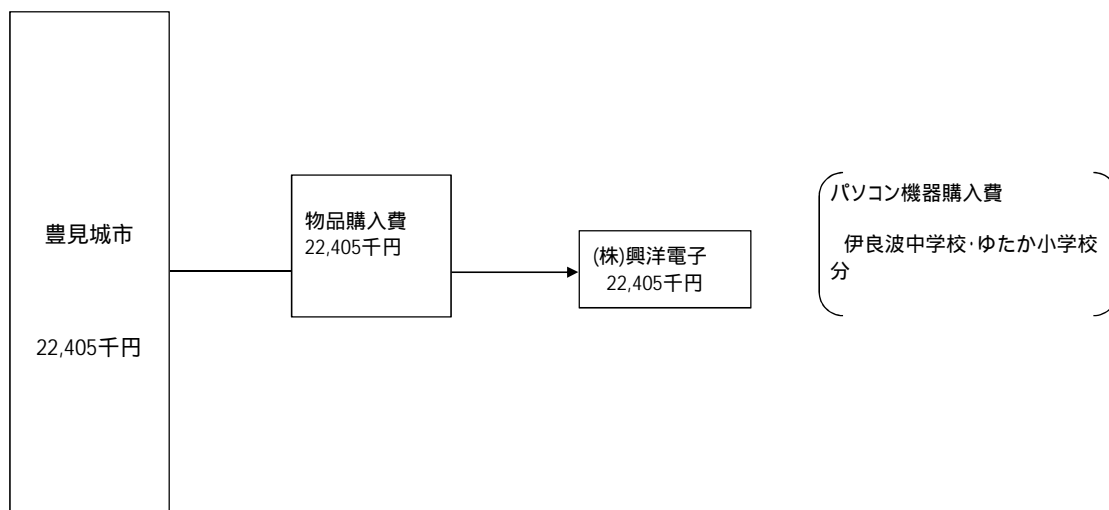 豊見城市
22,405千円
物品購入費
22,405千円
(株)興洋電子
22,405千円
パソコン機器購入費
伊良波中学校・ゆたか小学校
分